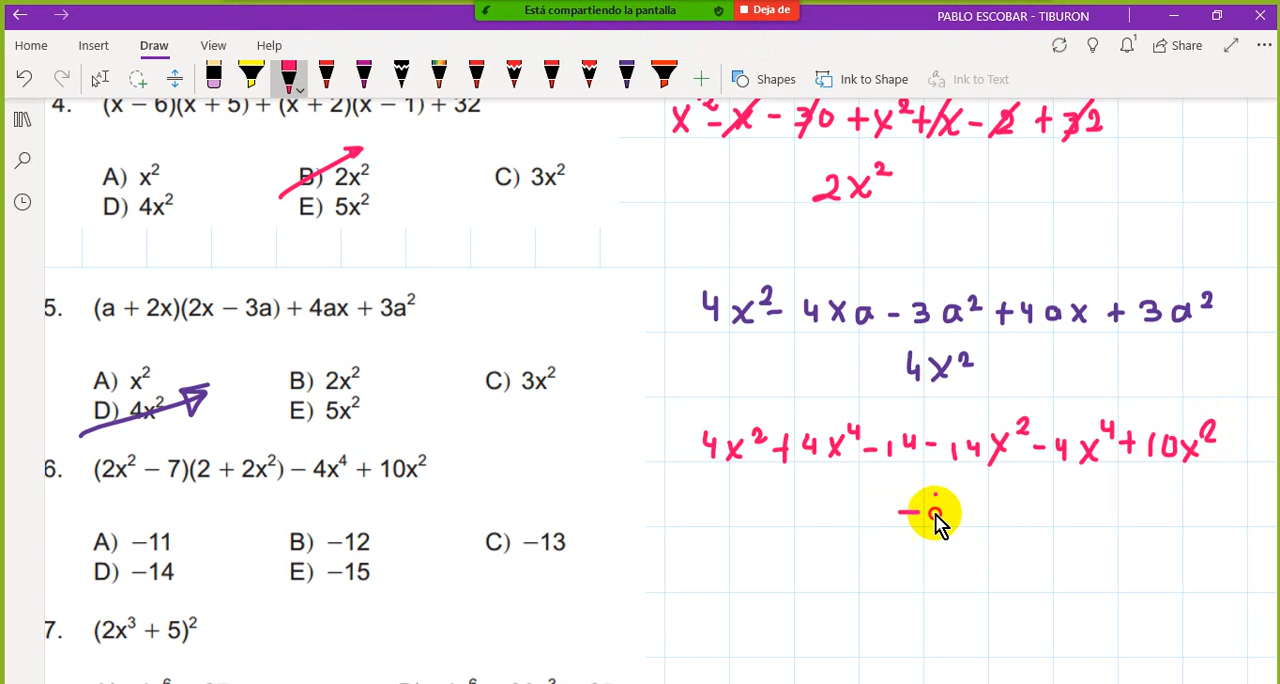 Está compartiendo la pantalla
Deja de
PABLO ESCOBAR - TIBURON
Home Insert Draw View Help
1 Share
Shapes Ink to Shape Ink to Text
4. (x − 6)(x + 5) + (x + 2)(x − 1) + 32
x² - x - 30 + x² + x - 2 + 32
A) x² B) 2x² C) 3x²
2x²
D) 4x² E) 5x²
5. (a + 2x)(2x − 3a) + 4ax + 3a²
4x² - 4xa - 3a² + 4ax + 3a²
4x²
A) x² B) 2x² C) 3x²
D) 4x² E) 5x²
4x² + 4x⁴ - 14 - 14x² - 4x⁴ + 10x²
6. (2x² − 7)(2 + 2x²) − 4x⁴ + 10x²
-
A) −11 B) −12 C) −13
D) −14 E) −15
7. (2x³ + 5)²